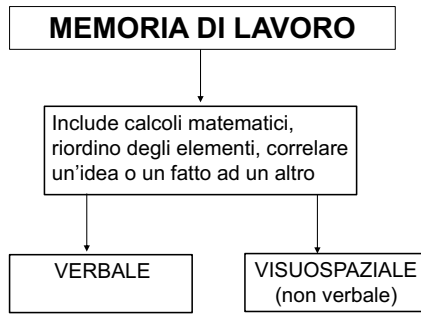 MEMORIA DI LAVORO
Include calcoli matematici,
riordino degli elementi, correlare
un'idea o un fatto ad un altro
VERBALE
VISUOSPAZIALE
(non verbale)